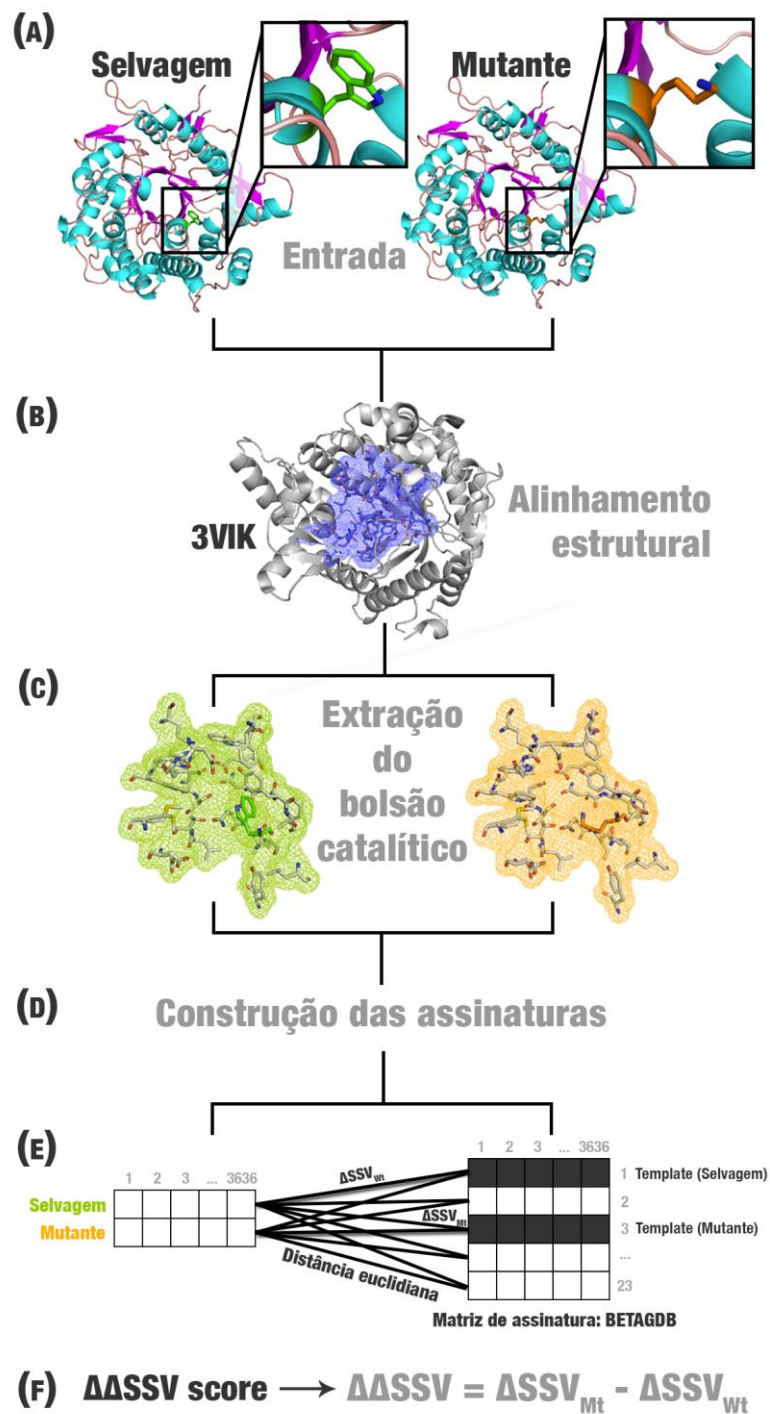 (A)
Selvagem
Mutante
Entrada
(B)
3VIK
Alinhamento
estrutural
(C)
Extração
do
bolsão
catalítico
(D)
Construção das assinaturas
(E)
1 2 3 ... 3636
Selvagem
Mutante
ΔSSVWt
ΔSSVMt
Distância euclidiana
1 2 3 ... 3636
1 Template (Selvagem)
2
3 Template (Mutante)
...
23
Matriz de assinatura: BETAGDB
(F) ΔΔSSV score → ΔΔSSV = ΔSSVMt - ΔSSVWt